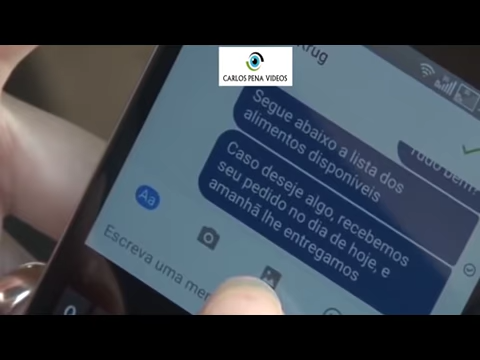 CARLOS PENA VIDEOS
Krug
Tudo bem?
Segue abaixo a lista dos
alimentos disponíveis
Caso deseje algo, recebemos
seu pedido no dia de hoje, e
amanhã lhe entregamos
Aa
Escreva uma men